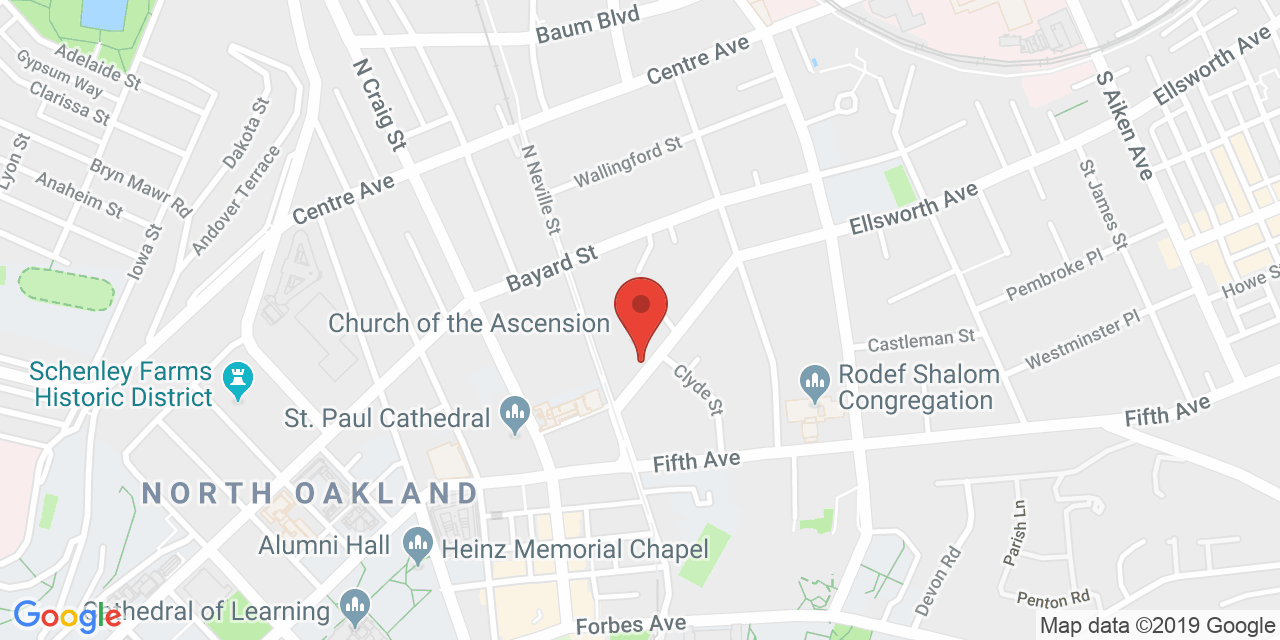 Baum Blvd
Centre Ave
Ellsworth Ave
Adelaide St
Gypsum Way
Clarissa St
N Craig St
S Aiken Ave
Dakota St
Lyon St
Bryn Mawr Rd
Anaheim St
Andover Terrace
Iowa St
Centre Ave
N Neville St
Wallingford St
Ellsworth Ave
St James St
Bayard St
Pembroke Pl
Howe St
Church of the Ascension
Castleman St
Westminster Pl
Schenley Farms
Historic District
Clyde St
Rodef Shalom
Congregation
St. Paul Cathedral
Fifth Ave
Fifth Ave
NORTH OAKLAND
Alumni Hall
Heinz Memorial Chapel
Parish Ln
Devon Rd
Penton Rd
Cathedral of Learning
Forbes Ave
Google
Map data ©2019 Google